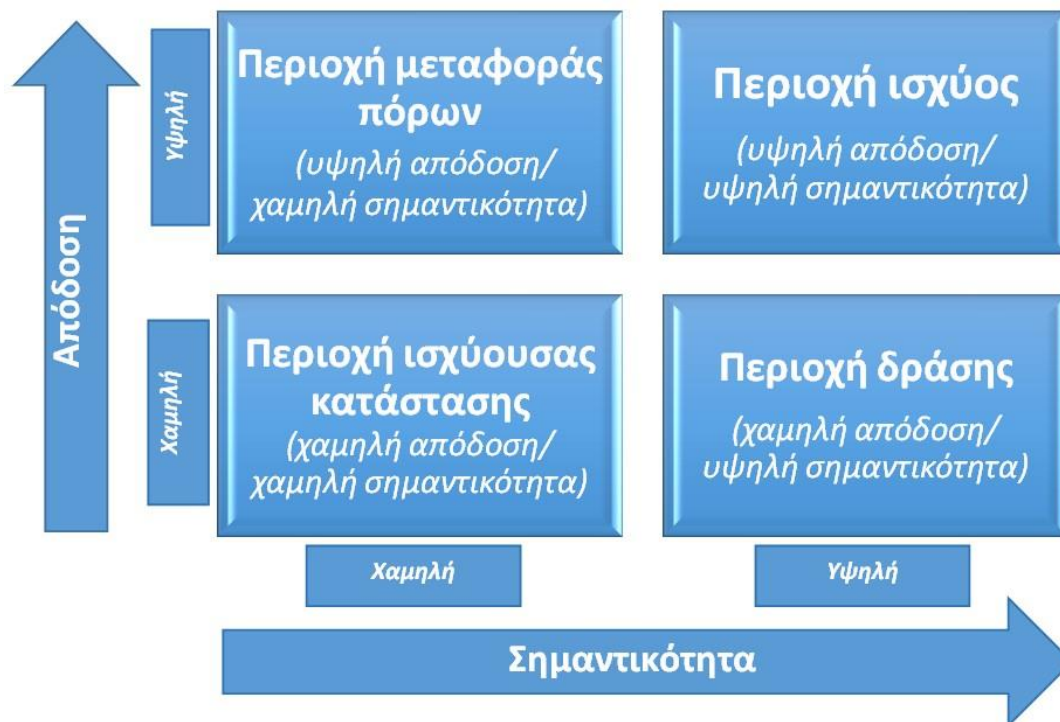 Απόδοση
Υψηλή
Περιοχή μεταφοράς
πόρων
(υψηλή απόδοση/
χαμηλή σημαντικότητα)
Περιοχή ισχύος
(υψηλή απόδοση/
υψηλή σημαντικότητα)
Χαμηλή
Περιοχή ισχύουσας
κατάστασης
(χαμηλή απόδοση/
χαμηλή σημαντικότητα)
Περιοχή δράσης
(χαμηλή απόδοση/
υψηλή σημαντικότητα)
Χαμηλή
Υψηλή
Σημαντικότητα